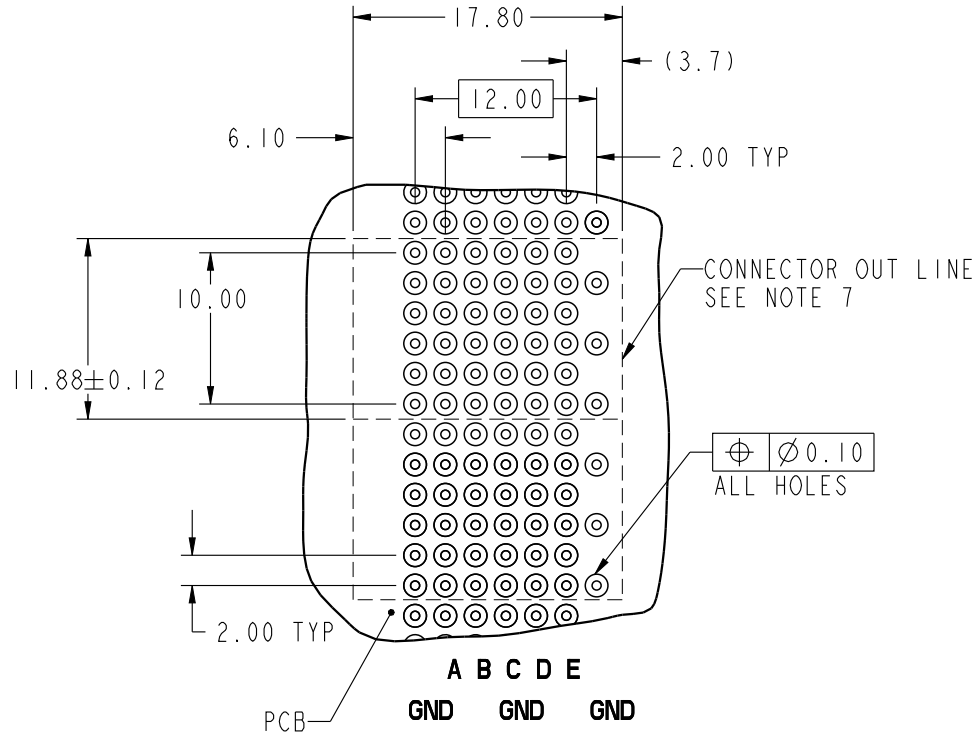 17.80
(3.7)
12.00
6.10
2.00 TYP
CONNECTOR OUT LINE
SEE NOTE 7
10.00
11.88±0.12
⌖ ∅0.10
ALL HOLES
2.00 TYP
A B C D E
GND GND GND
PCB